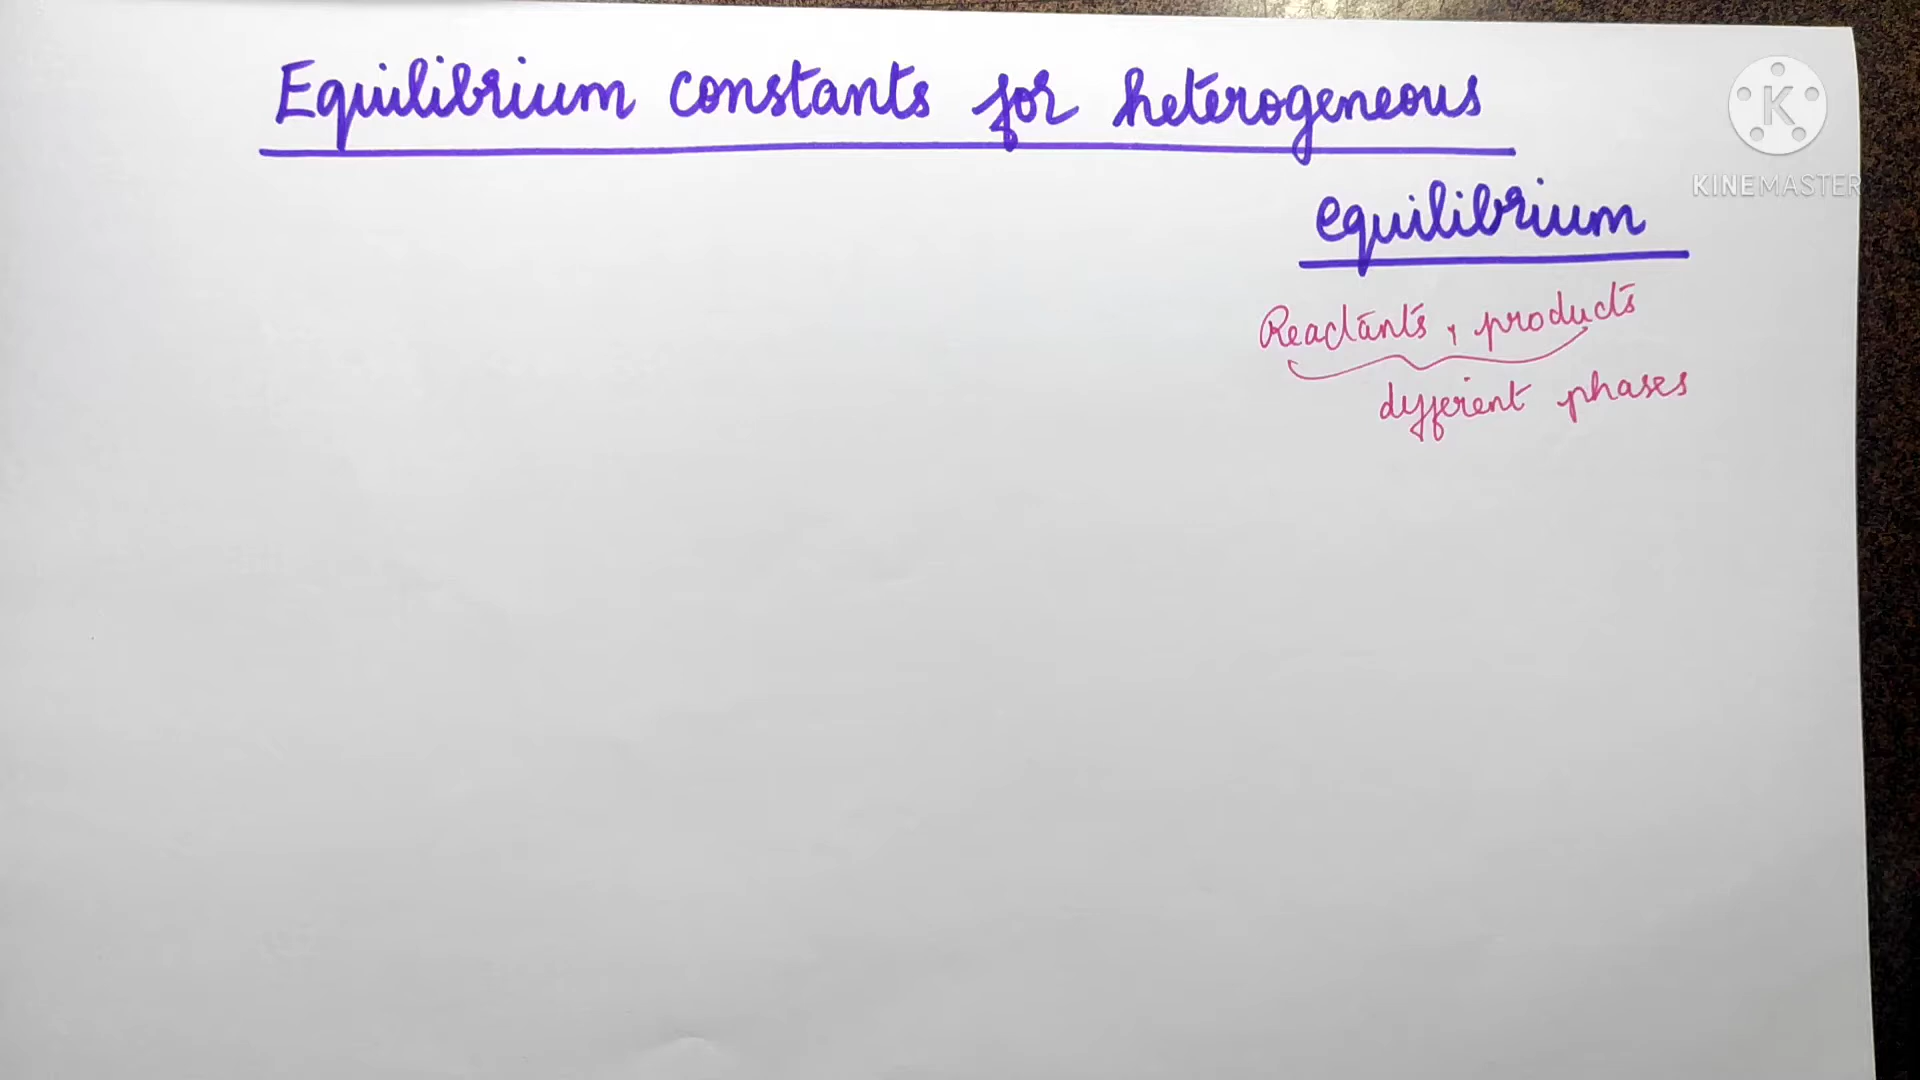 Equilibrium constants for heterogeneous
equilibrium
Reactants, products
different phases
K
KINEMASTER